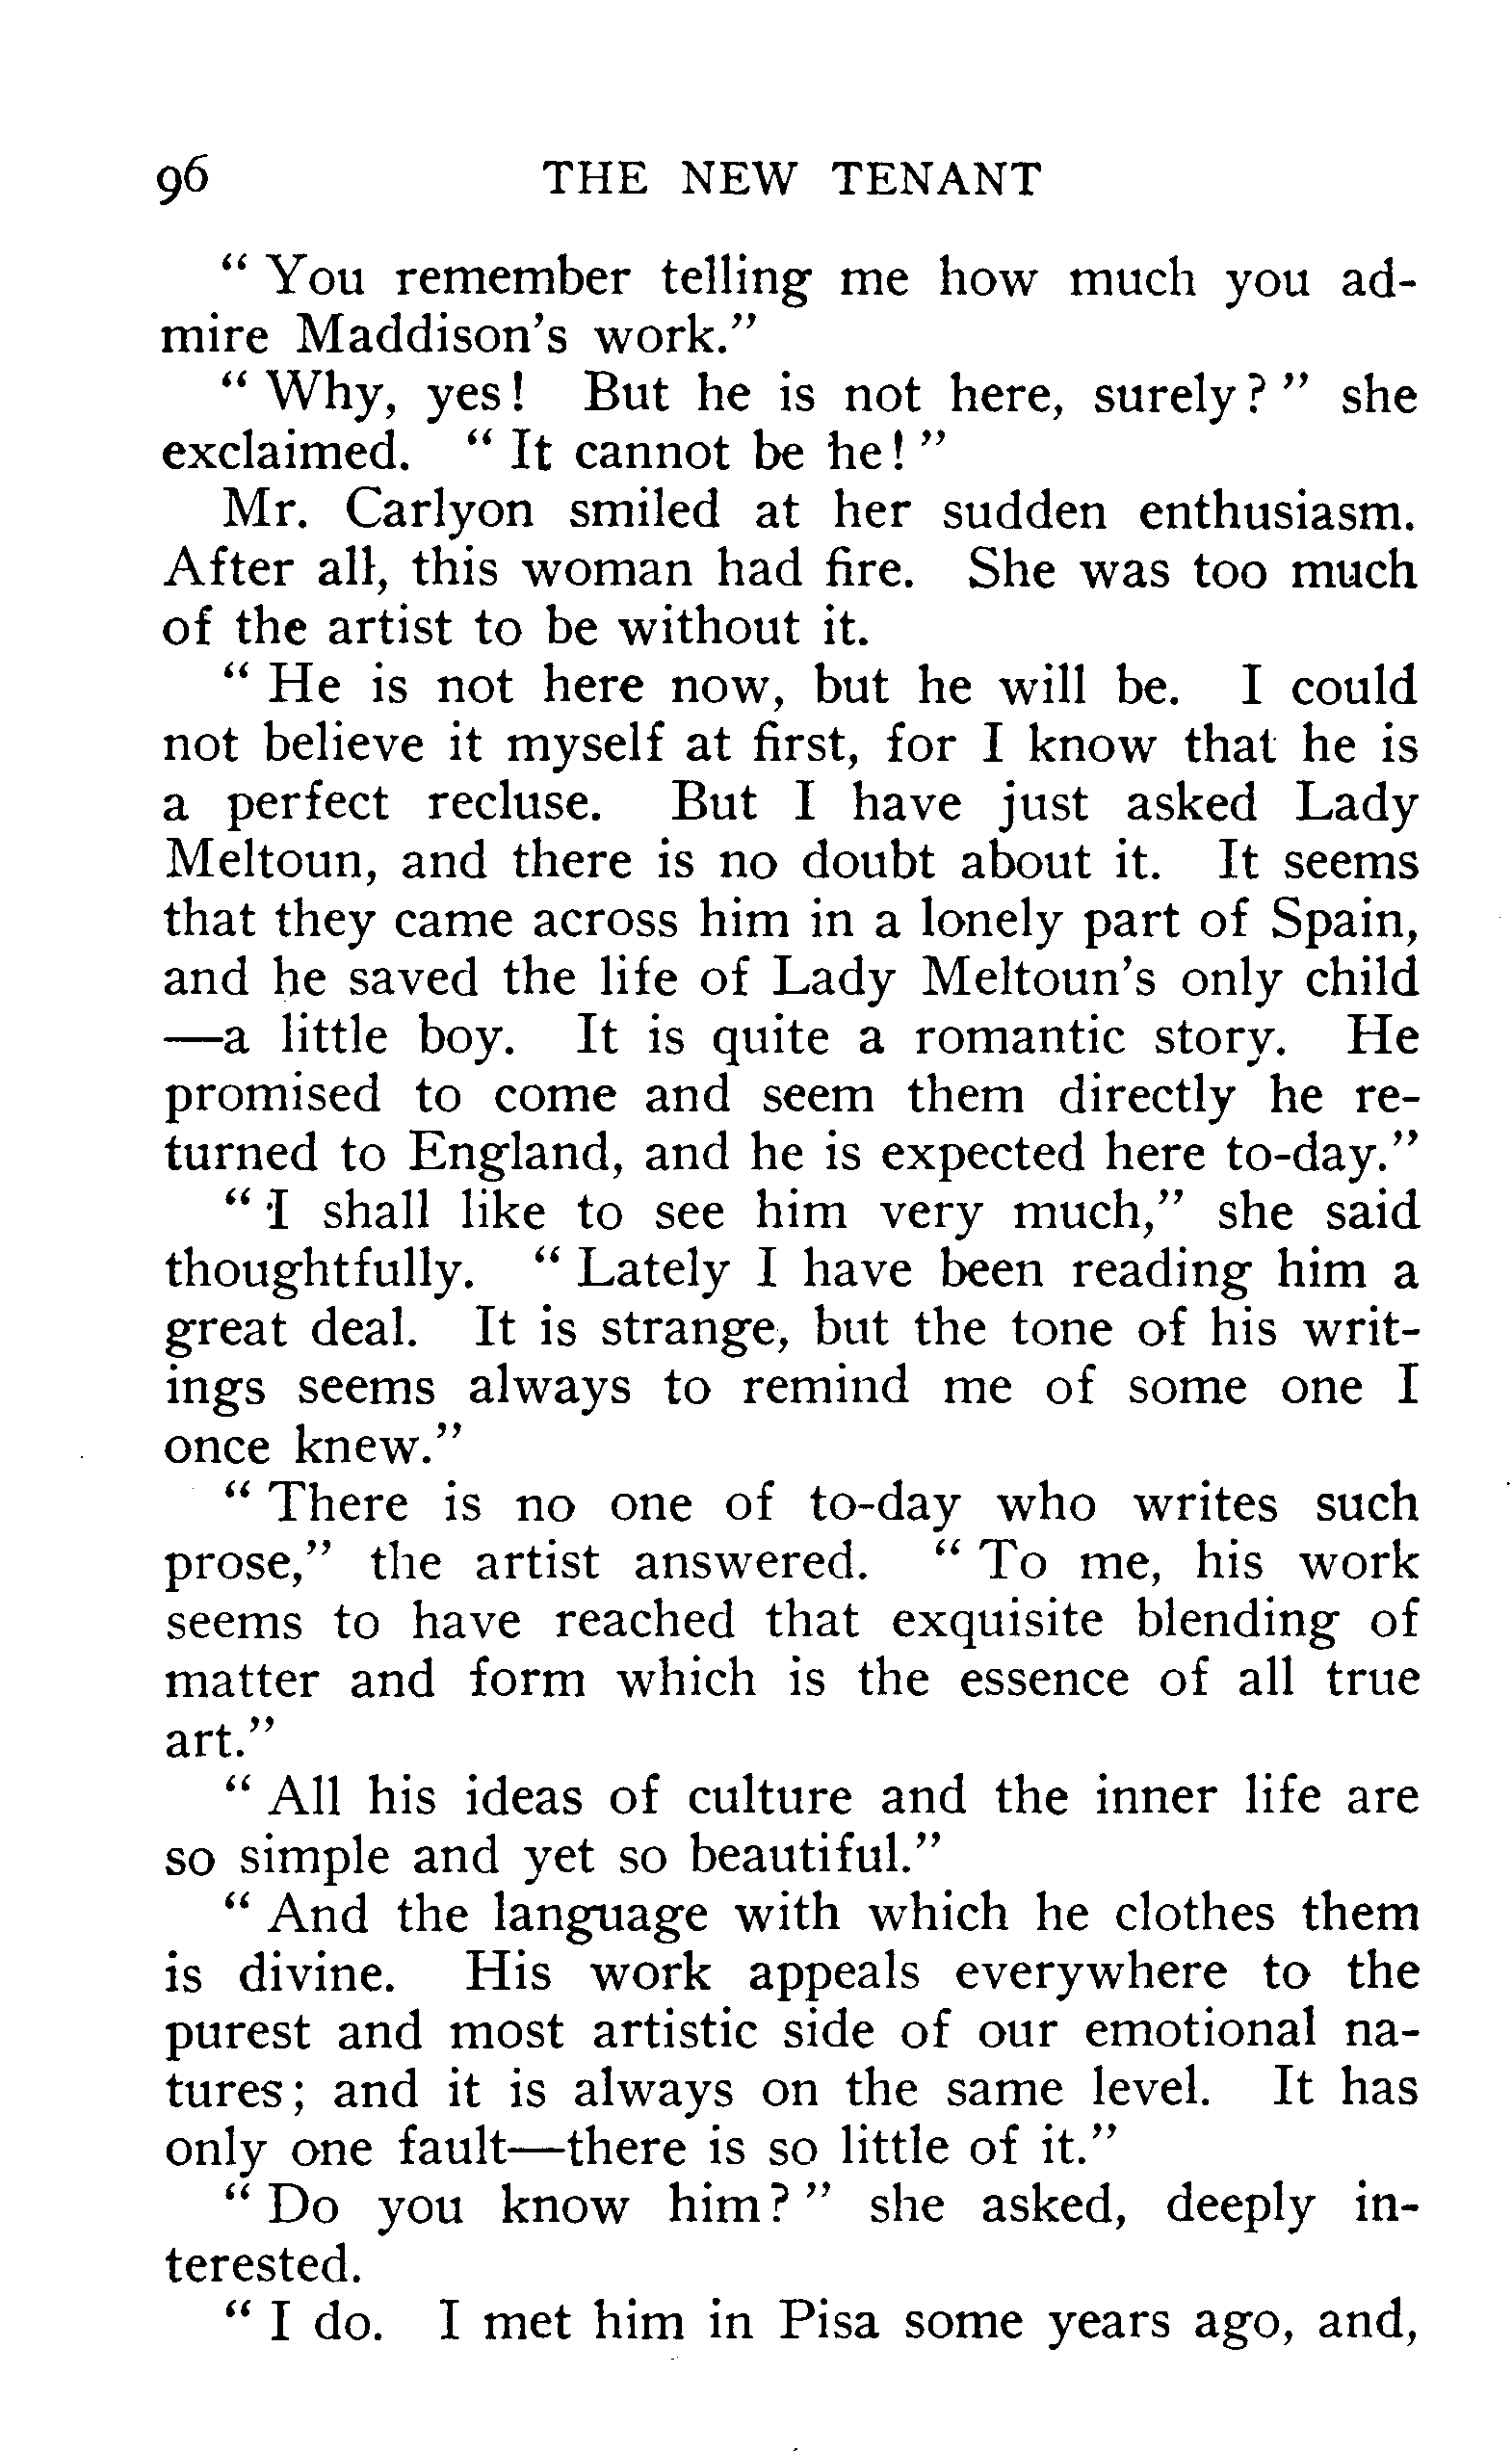 96 THE NEW TENANT
“ You remember telling me how much you ad-
mire Maddison’s work.”
“ Why, yes! But he is not here, surely? ” she
exclaimed. “ It cannot be he! ”
Mr. Carlyon smiled at her sudden enthusiasm.
After all, this woman had fire. She was too much
of the artist to be without it.
“ He is not here now, but he will be. I could
not believe it myself at first, for I know that he is
a perfect recluse. But I have just asked Lady
Meltoun, and there is no doubt about it. It seems
that they came across him in a lonely part of Spain,
and he saved the life of Lady Meltoun’s only child
—a little boy. It is quite a romantic story. He
promised to come and seem them directly he re-
turned to England, and he is expected here to-day.”
“ I shall like to see him very much,” she said
thoughtfully. “ Lately I have been reading him a
great deal. It is strange, but the tone of his writ-
ings seems always to remind me of some one I
once knew.”
“ There is no one of to-day who writes such
prose,” the artist answered. “ To me, his work
seems to have reached that exquisite blending of
matter and form which is the essence of all true
art.”
“ All his ideas of culture and the inner life are
so simple and yet so beautiful.”
“ And the language with which he clothes them
is divine. His work appeals everywhere to the
purest and most artistic side of our emotional na-
tures; and it is always on the same level. It has
only one fault—there is so little of it.”
“ Do you know him? ” she asked, deeply in-
terested.
“ I do. I met him in Pisa some years ago, and,